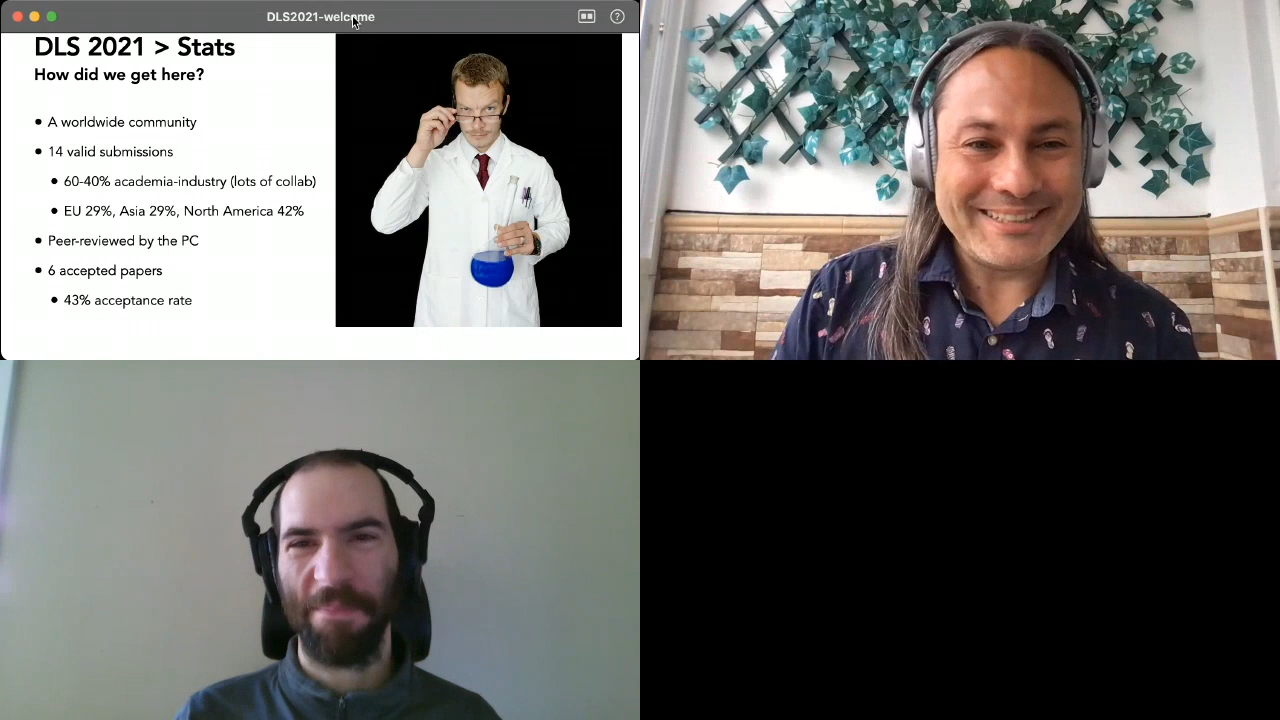 DLS2021-welcome
DLS 2021 > Stats
How did we get here?
• A worldwide community
• 14 valid submissions
• 60-40% academia-industry (lots of collab)
• EU 29%, Asia 29%, North America 42%
• Peer-reviewed by the PC
• 6 accepted papers
• 43% acceptance rate